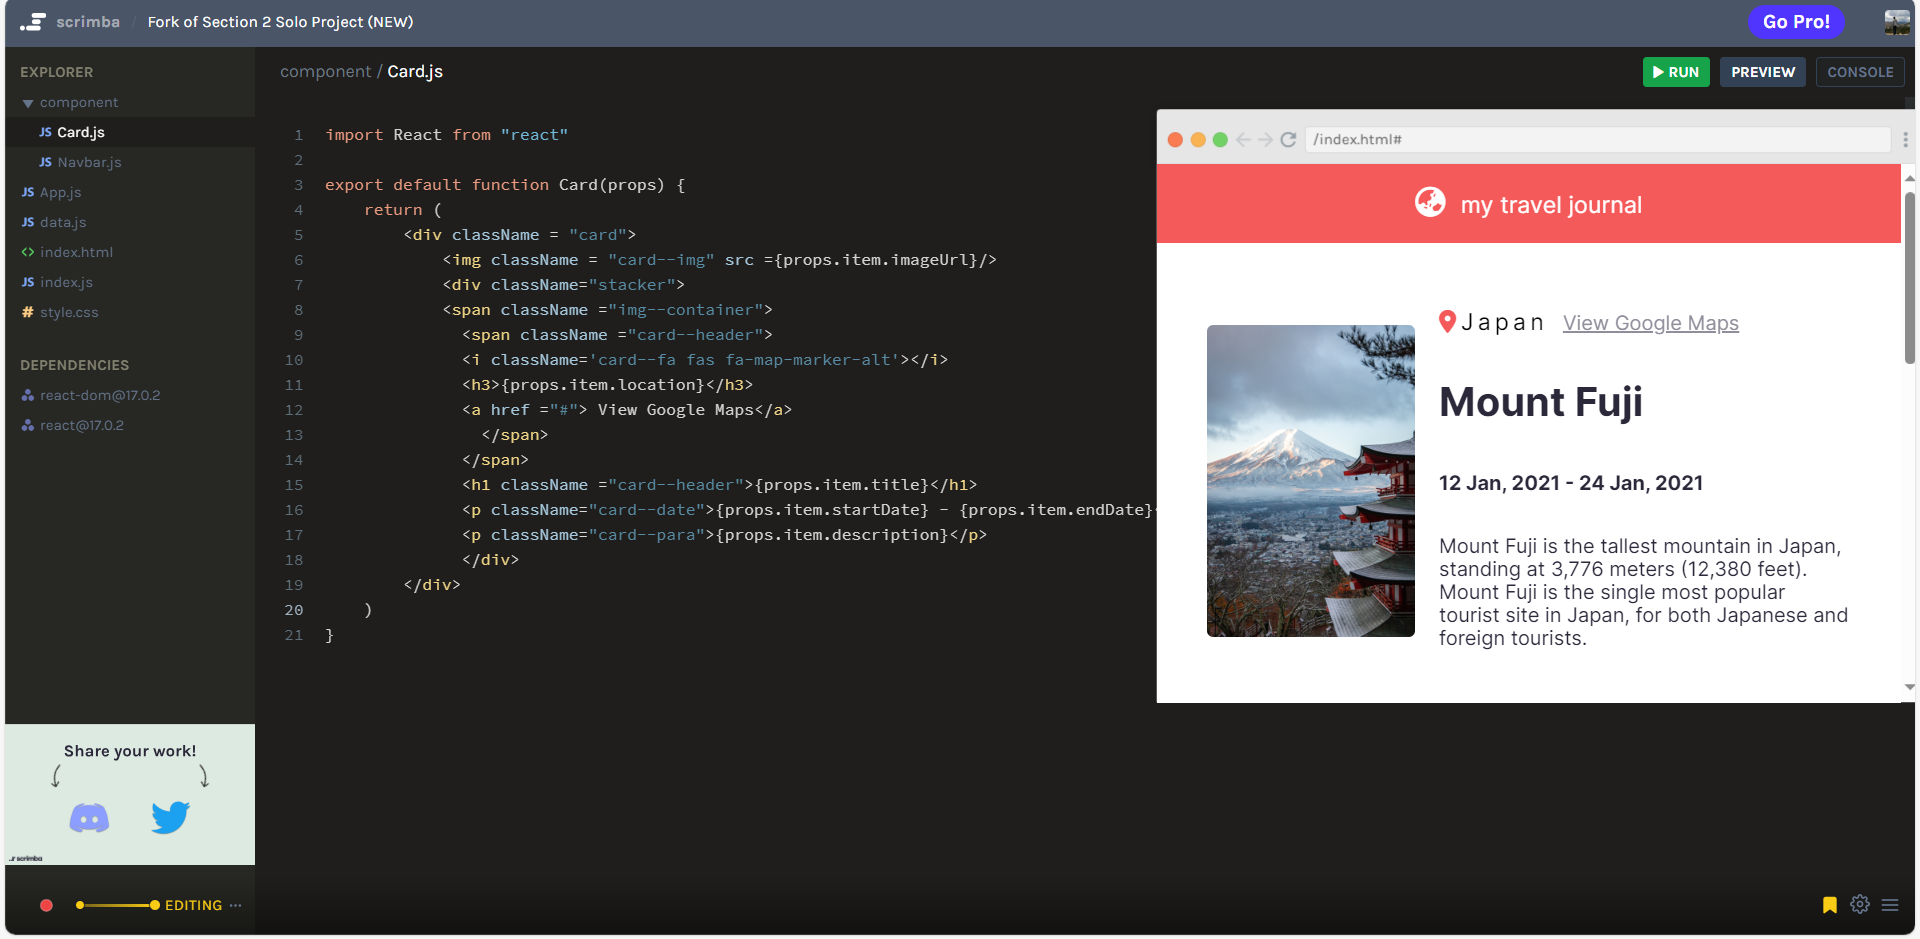 scrimba / Fork of Section 2 Solo Project (NEW)
Go Pro!
EXPLORER
component
JS Card.js
JS Navbar.js
JS App.js
JS data.js
<> index.html
JS index.js
# style.css
DEPENDENCIES
react-dom@17.0.2
react@17.0.2
Share your work!
scrimba
EDITING ...
component / Card.js
RUN
PREVIEW
CONSOLE
1 import React from "react"
2
3 export default function Card(props) {
4 return (
5 <div className = "card">
6 <img className = "card--img" src ={props.item.imageUrl}/>
7 <div className="stacker">
8 <span className ="img--container">
9 <span className ="card--header">
10 <i className='card--fa fas fa-map-marker-alt'></i>
11 <h3>{props.item.location}</h3>
12 <a href ="#"> View Google Maps</a>
13 </span>
14 </span>
15 <h1 className ="card--header">{props.item.title}</h1>
16 <p className="card--date">{props.item.startDate} - {props.item.endDate}<
17 <p className="card--para">{props.item.description}</p>
18 </div>
19 </div>
20 )
21 }
/index.html#
my travel journal
Japan View Google Maps
Mount Fuji
12 Jan, 2021 - 24 Jan, 2021
Mount Fuji is the tallest mountain in Japan,
standing at 3,776 meters (12,380 feet).
Mount Fuji is the single most popular
tourist site in Japan, for both Japanese and
foreign tourists.